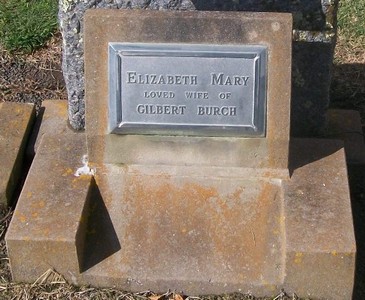 Elizabeth Mary
loved wife of
Gilbert Burch